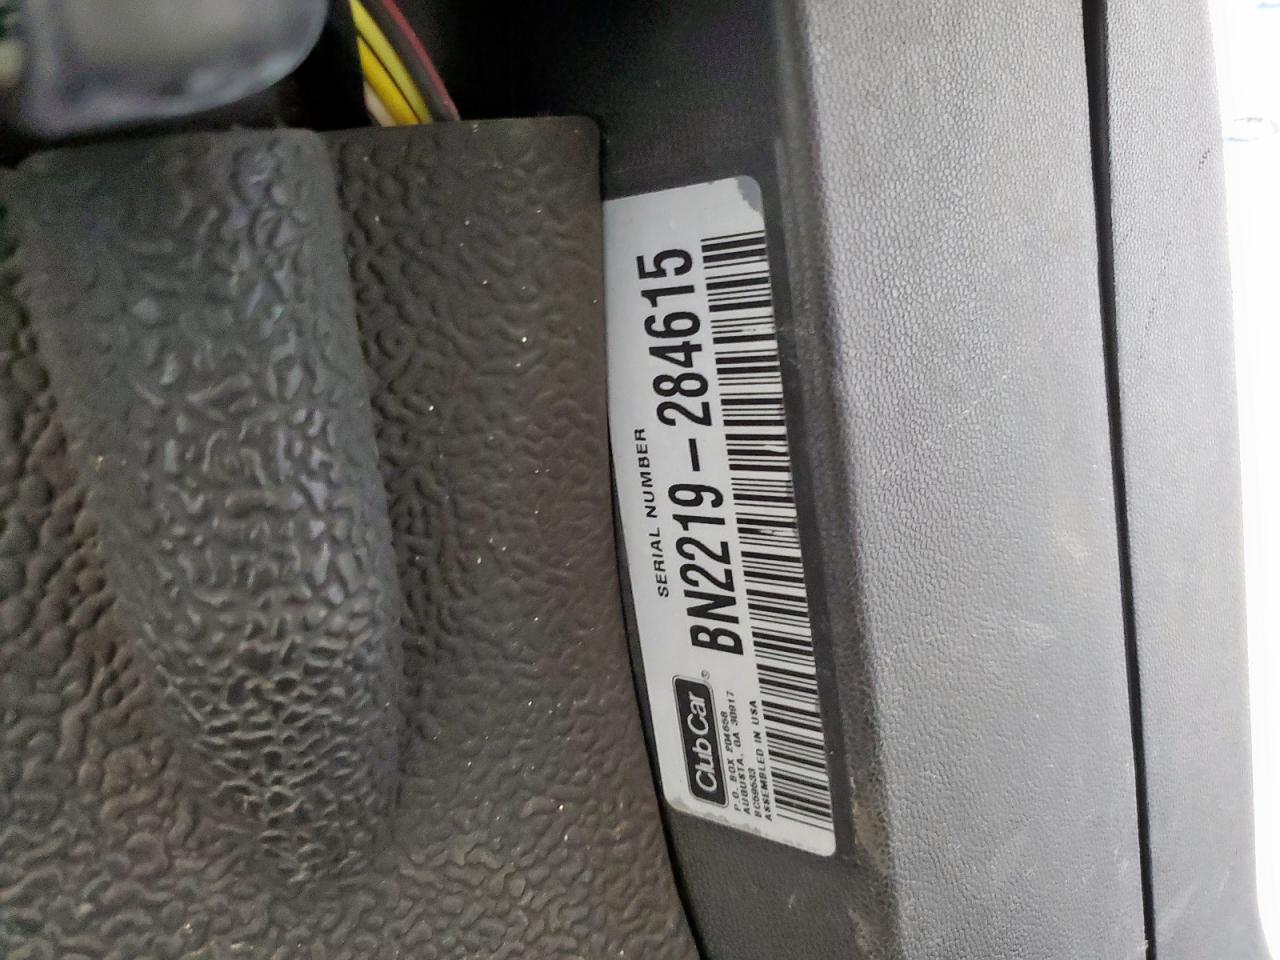 SERIAL NUMBER
BN2219-284615
Club Car®
P.O. BOX 204658
AUGUSTA, GA 30917
ASSEMBLED IN USA